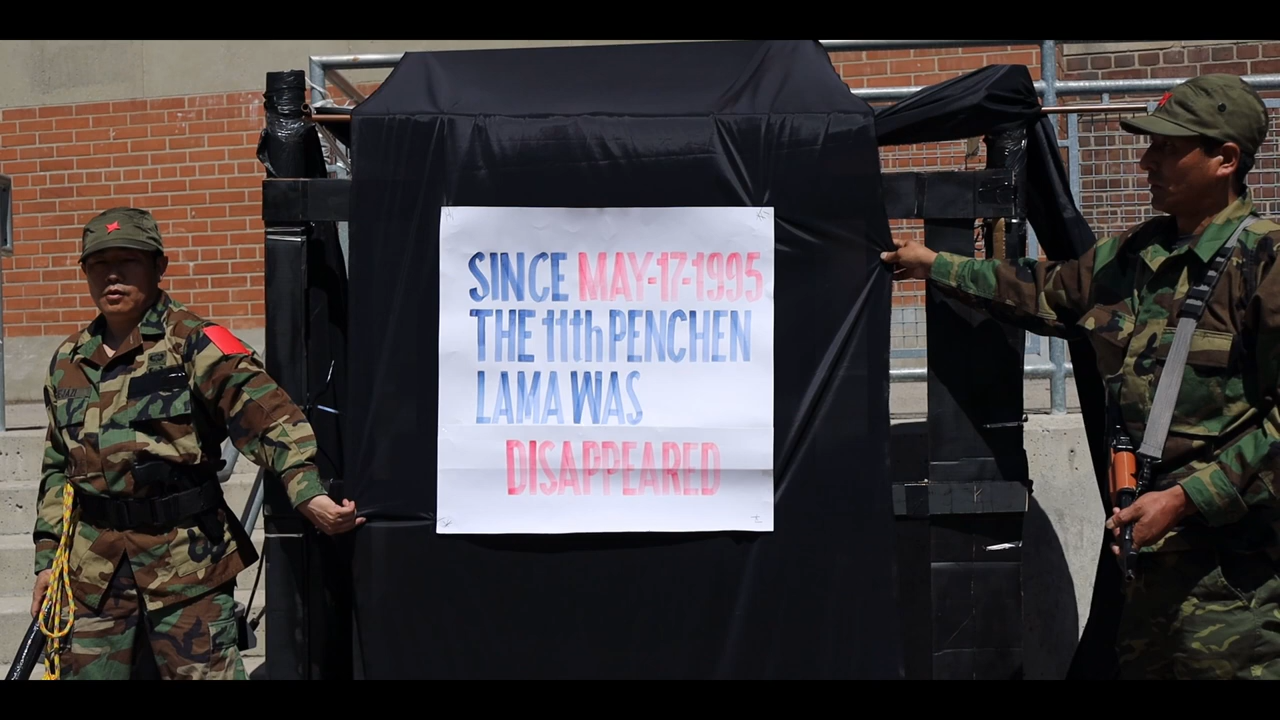 SINCE MAY-17-1995
THE 11th PENCHEN
LAMA WAS
DISAPPEARED